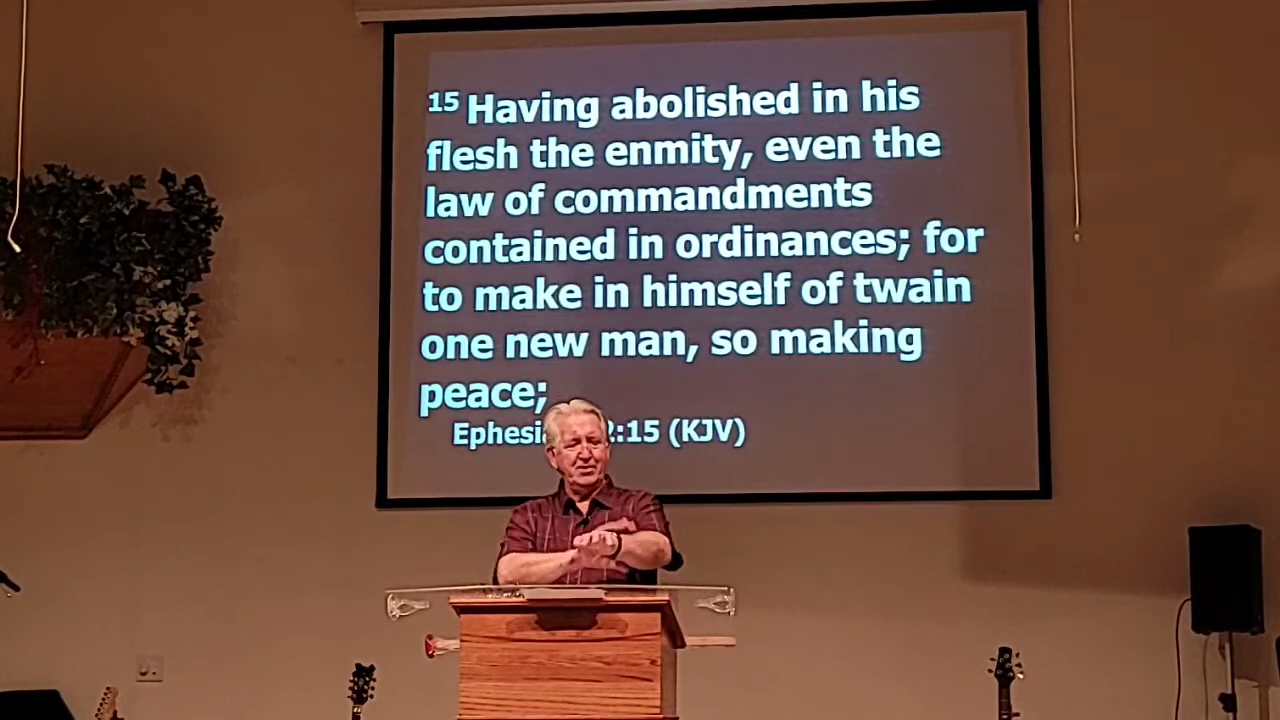 15 Having abolished in his
flesh the enmity, even the
law of commandments
contained in ordinances; for
to make in himself of twain
one new man, so making
peace;
2:15 (KJV)